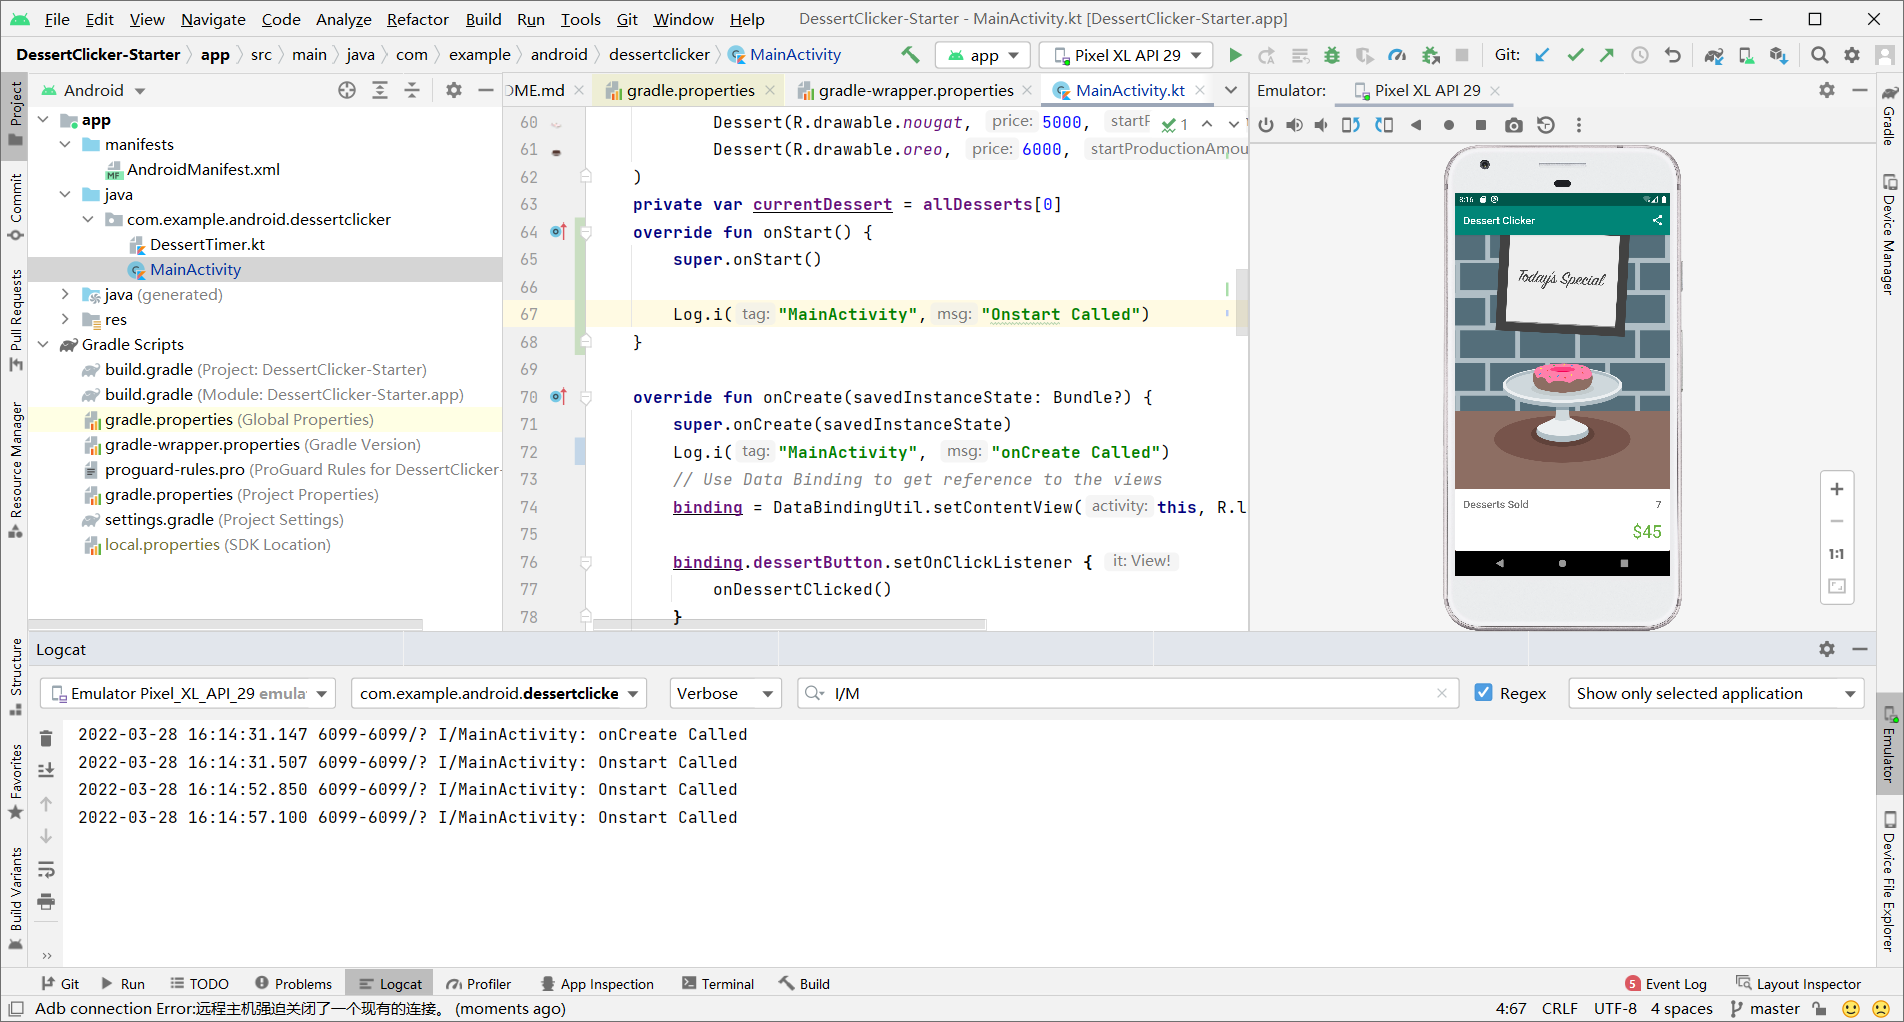 File Edit View Navigate Code Analyze Refactor Build Run Tools Git Window Help DessertClicker-Starter - MainActivity.kt [DessertClicker-Starter.app]
DessertClicker-Starter app src main java com example android dessertclicker MainActivity app Pixel XL API 29 Git:
Android
OME.md gradle.properties gradle-wrapper.properties MainActivity.kt
Emulator: Pixel XL API 29
Project
Commit
Pull Requests
Resource Manager
Structure
Favorites
Build Variants
app
manifests
AndroidManifest.xml
java
com.example.android.dessertclicker
DessertTimer.kt
MainActivity
java (generated)
res
Gradle Scripts
build.gradle (Project: DessertClicker-Starter)
build.gradle (Module: DessertClicker-Starter.app)
gradle.properties (Global Properties)
gradle-wrapper.properties (Gradle Version)
proguard-rules.pro (ProGuard Rules for DessertClicker-
gradle.properties (Project Properties)
settings.gradle (Project Settings)
local.properties (SDK Location)
60 Dessert(R.drawable.nougat, price: 5000, startP 1
61 Dessert(R.drawable.oreo, price: 6000, startProductionAmou
62 )
63 private var currentDessert = allDesserts[0]
64 override fun onStart() {
65 super.onStart()
66
67 Log.i( tag: "MainActivity", msg: "Onstart Called")
68 }
69
70 override fun onCreate(savedInstanceState: Bundle?) {
71 super.onCreate(savedInstanceState)
72 Log.i( tag: "MainActivity", msg: "onCreate Called")
73 // Use Data Binding to get reference to the views
74 binding = DataBindingUtil.setContentView( activity: this, R.l
75
76 binding.dessertButton.setOnClickListener { it: View!
77 onDessertClicked()
78 }
8:16
Dessert Clicker
Today's Special
Desserts Sold 7
$45
1:1
Gradle
Device Manager
Emulator
Device File Explorer
Logcat
Emulator Pixel_XL_API_29 emula com.example.android.dessertclicke Verbose I/M Regex Show only selected application
2022-03-28 16:14:31.147 6099-6099/? I/MainActivity: onCreate Called
2022-03-28 16:14:31.507 6099-6099/? I/MainActivity: Onstart Called
2022-03-28 16:14:52.850 6099-6099/? I/MainActivity: Onstart Called
2022-03-28 16:14:57.100 6099-6099/? I/MainActivity: Onstart Called
Git Run TODO Problems Logcat Profiler App Inspection Terminal Build 5 Event Log Layout Inspector
Adb connection Error:远程主机强迫关闭了一个现有的连接。 (moments ago) 4:67 CRLF UTF-8 4 spaces master